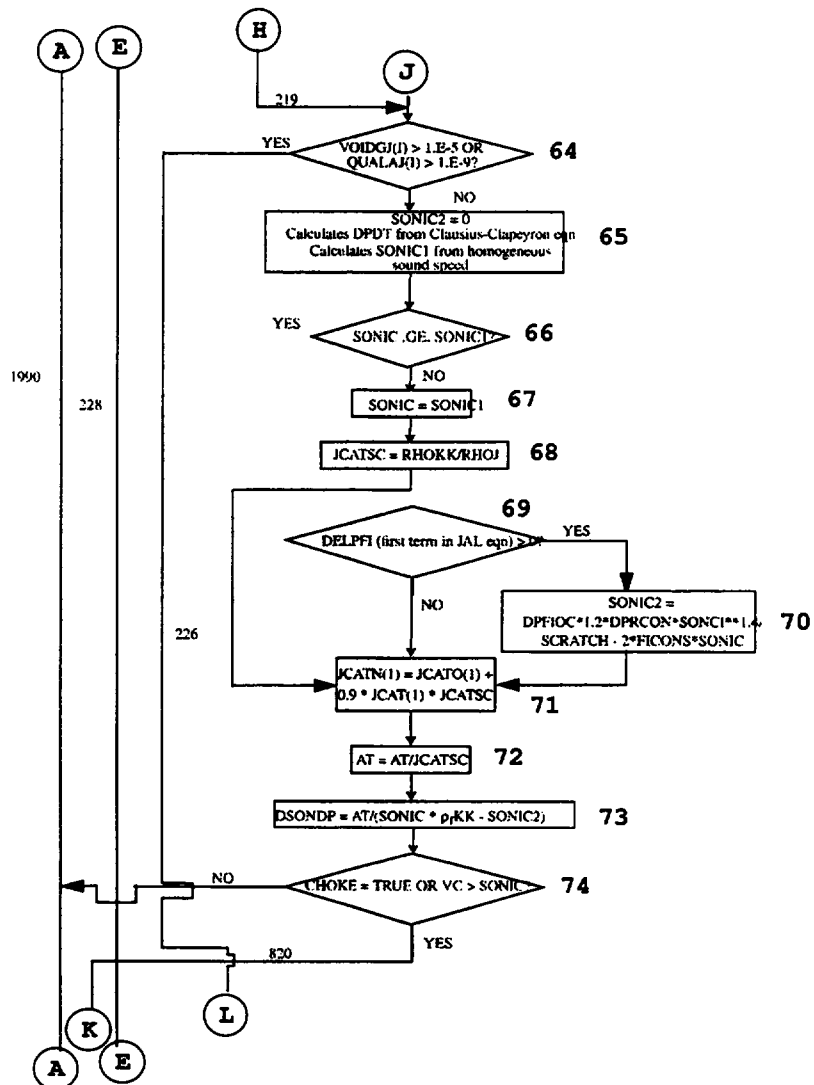 H
A
E
J
219
YES
VOIDGJ(I) > 1.E-5 OR
QUALAJ(I) > 1.E-9?
64
NO
SONIC2 = 0
Calculates DPDT from Clausius-Clapeyron eqn
Calculates SONIC1 from homogeneous
sound speed
65
YES
SONIC .GE. SONIC1?
66
1990
228
NO
SONIC = SONIC1
67
JCATSC = RHOKK/RHOJ
68
69
DELPFI (first term in JAL eqn) > 0?
YES
NO
SONIC2 =
DPFIOC*1.2*DPRCON*SONCI**1.4/
SCRATCH - 2*FICONS*SONIC
70
226
JCATN(1) = JCATO(1) +
0.9 * JCAT(1) * JCATSC
71
AT = AT/JCATSC
72
DSONDP = AT/(SONIC * ρfKK - SONIC2)
73
NO
CHOKE = TRUE OR VC > SONIC?
74
YES
820
K
L
A
E